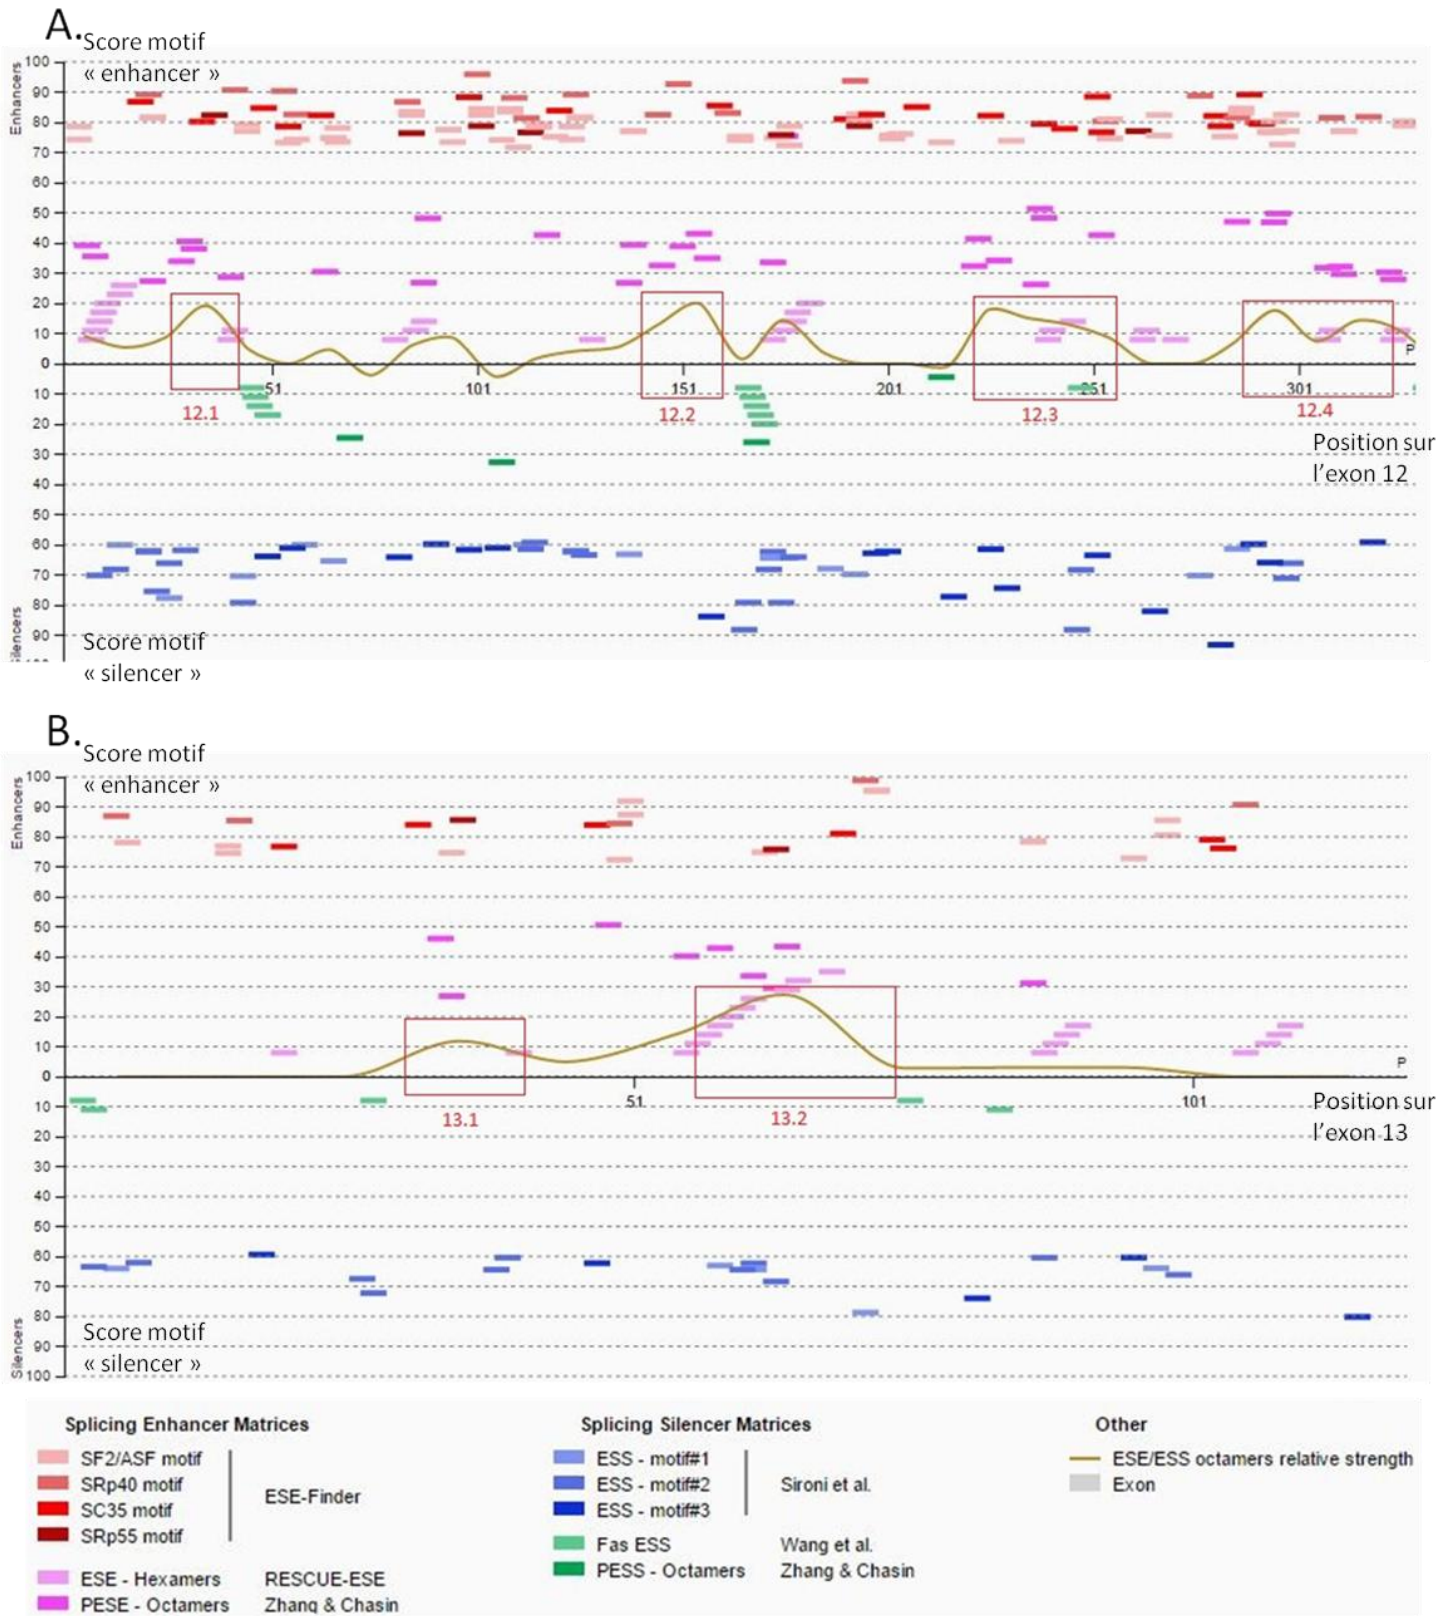 A.
Score motif
« enhancer »
Enhancers
100
90
80
70
60
50
40
30
20
10
0
P
51
101
151
201
251
301
12.1
12.2
12.3
12.4
Position sur
l'exon 12
10
20
30
40
50
60
70
80
90
Score motif
« silencer »
B.
Score motif
« enhancer »
Enhancers
100
90
80
70
60
50
40
30
20
10
0
P
51
101
13.1
13.2
Position sur
l'exon 13
10
20
30
40
50
60
70
80
90
100
Silencers
Score motif
« silencer »
Splicing Enhancer Matrices
SF2/ASF motif
SRp40 motif
SC35 motif
SRp55 motif
ESE-Finder
ESE - Hexamers RESCUE-ESE
PESE - Octamers Zhang & Chasin
Splicing Silencer Matrices
ESS - motif#1
ESS - motif#2
ESS - motif#3
Sironi et al.
Fas ESS Wang et al.
PESS - Octamers Zhang & Chasin
Other
ESE/ESS octamers relative strength
Exon